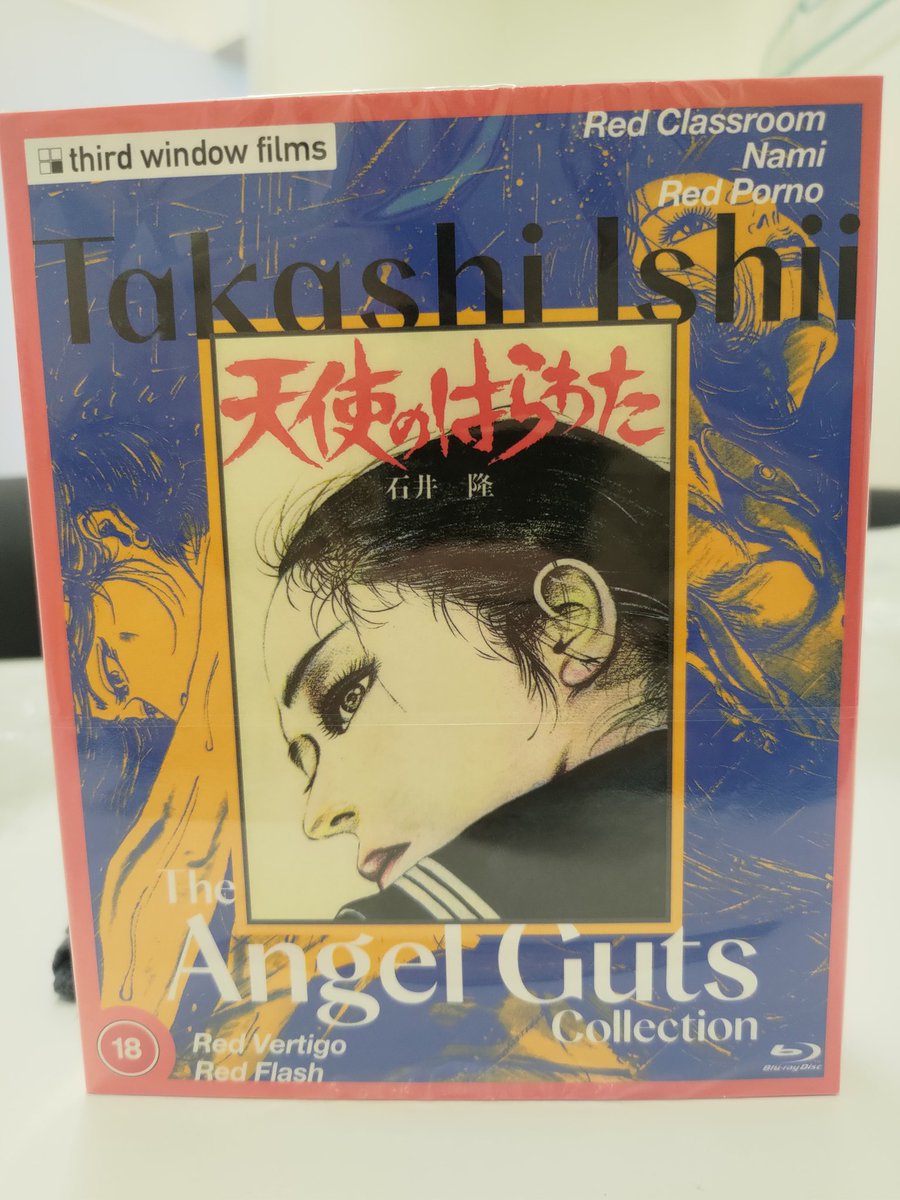 third window films
Red Classroom
Nami
Red Porno
Takashi Ishii
天使のはらわた
石井 隆
The
Angel Guts
Collection
18
Red Vertigo
Red Flash
Blu-ray Disc